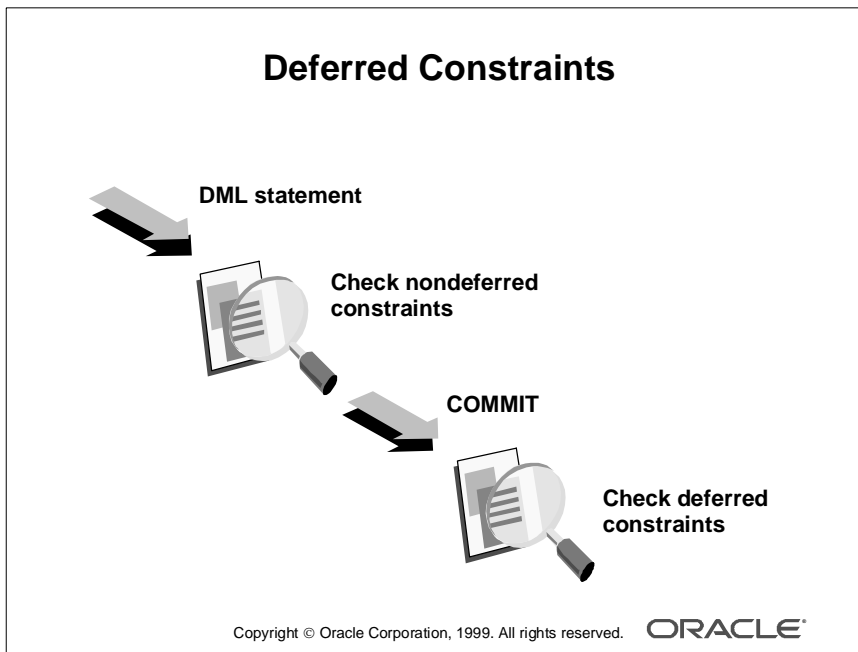 Deferred Constraints
DML statement
Check nondeferred
constraints
COMMIT
Check deferred
constraints
Copyright © Oracle Corporation, 1999. All rights reserved.
ORACLE®